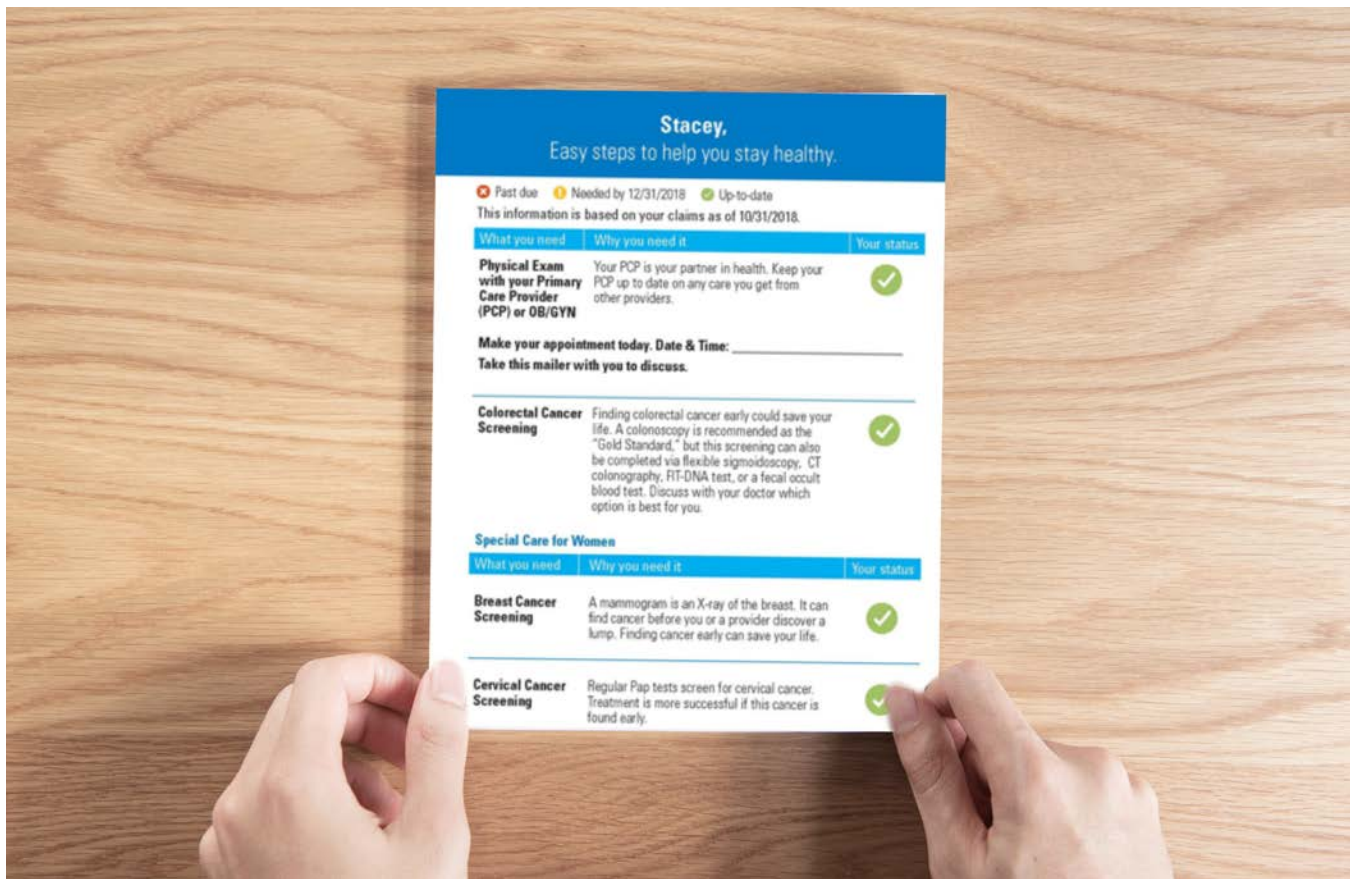 Stacey,
Easy steps to help you stay healthy.
Past due Needed by 12/31/2018 Up-to-date
This information is based on your claims as of 10/31/2018.
What you need Why you need it Your status
Physical Exam
with your Primary
Care Provider
(PCP) or OB/GYN
Your PCP is your partner in health. Keep your
PCP up to date on any care you get from
other providers.
Make your appointment today. Date & Time:
Take this mailer with you to discuss.
Colorectal Cancer
Screening
Finding colorectal cancer early could save your
life. A colonoscopy is recommended as the
"Gold Standard," but this screening can also
be completed via flexible sigmoidoscopy, CT
colonography, FIT-DNA test, or a fecal occult
blood test. Discuss with your doctor which
option is best for you.
Special Care for Women
What you need Why you need it Your status
Breast Cancer
Screening
A mammogram is an X-ray of the breast. It can
find cancer before you or a provider discover a
lump. Finding cancer early can save your life.
Cervical Cancer
Screening
Regular Pap tests screen for cervical cancer.
Treatment is more successful if this cancer is
found early.